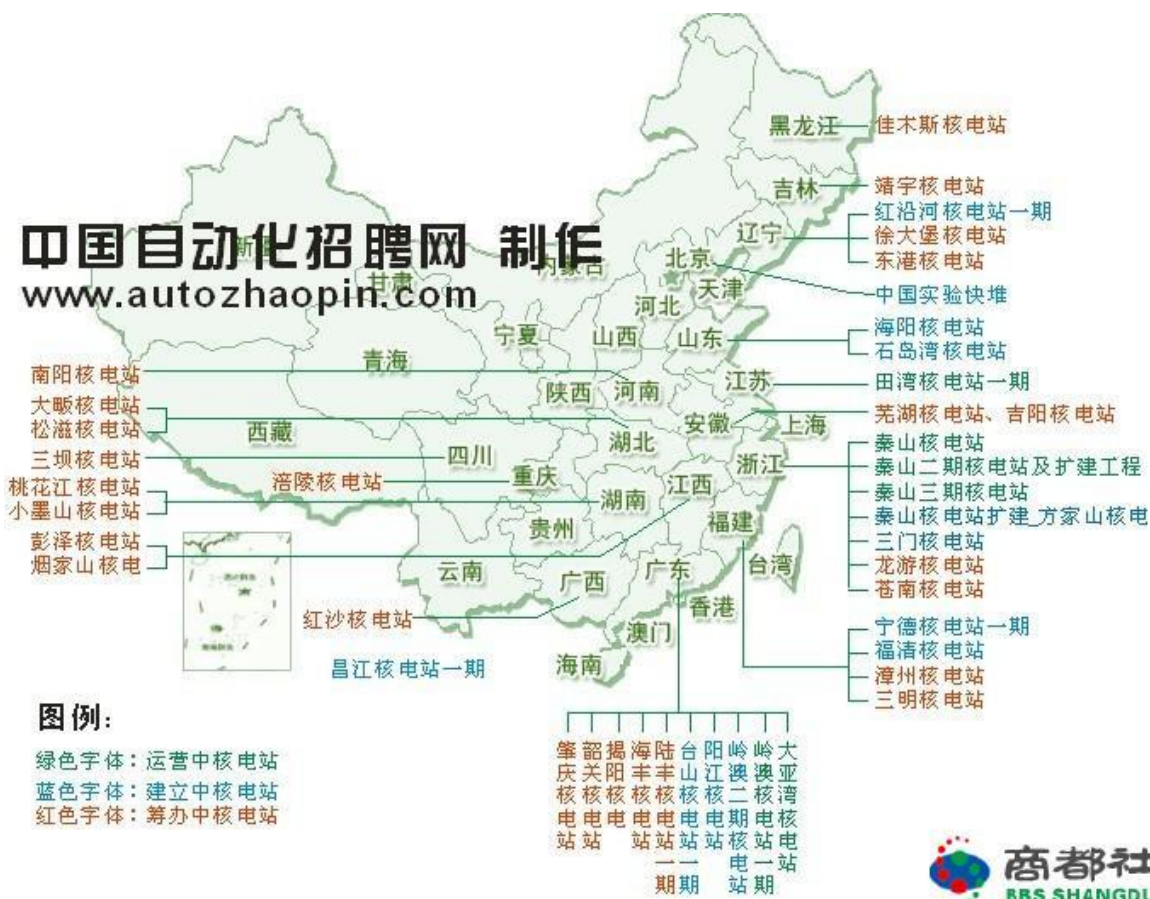 黑龙江
佳木斯核电站
吉林
靖宇核电站
红沿河核电站一期
辽宁
徐大堡核电站
东港核电站
中国自动化招聘网 制作
www.autozhaopin.com
新疆
内蒙古
甘肃
北京
天津
中国实验快堆
河北
宁夏
山西
山东
海阳核电站
石岛湾核电站
青海
南阳核电站
陕西
河南
江苏
田湾核电站一期
大畈核电站
松滋核电站
西藏
湖北
安徽
上海
芜湖核电站、吉阳核电站
三坝核电站
四川
涪陵核电站
重庆
浙江
秦山核电站
秦山二期核电站及扩建工程
秦山三期核电站
秦山核电站扩建_方家山核电
三门核电站
龙游核电站
苍南核电站
桃花江核电站
小墨山核电站
湖南
江西
彭泽核电站
烟家山核电
贵州
福建
云南
广西
广东
台湾
香港
澳门
海南
红沙核电站
昌江核电站一期
宁德核电站一期
福清核电站
漳州核电站
三明核电站
图例：
绿色字体：运营中核电站
蓝色字体：建立中核电站
红色字体：筹办中核电站
肇庆核电站
韶关核电站
揭阳核电
海丰核电站
陆丰核电站一期
台山核电站一期
阳江核电站
岭澳二期核电站
岭澳核电站一期
大亚湾核电站
商都社
BBS SHANGDU